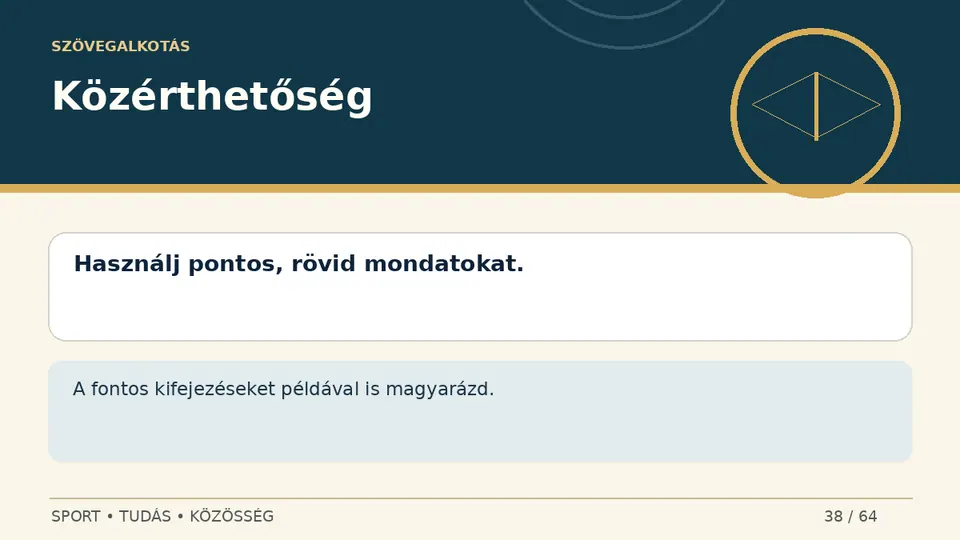 SZÖVEGALKOTÁS
Közérthetőség
Használj pontos, rövid mondatokat.
A fontos kifejezéseket példával is magyarázd.
SPORT • TUDÁS • KÖZÖSSÉG
38 / 64